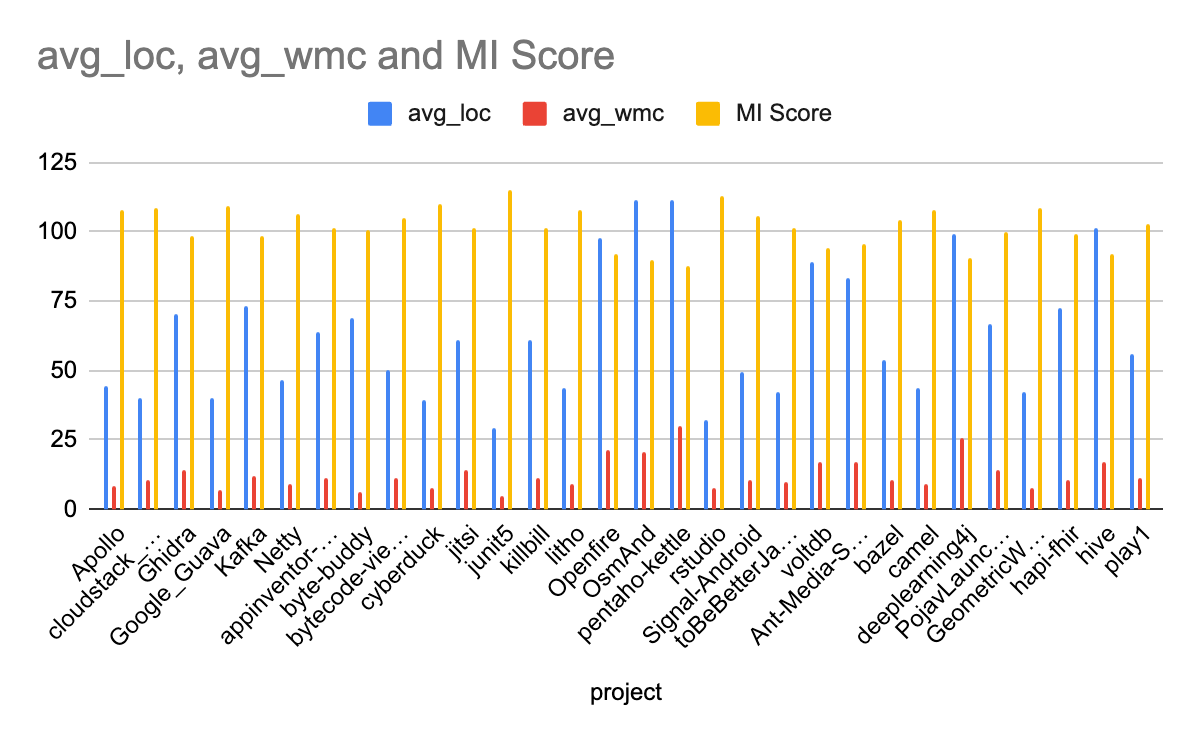 avg_loc, avg_wmc and MI Score
avg_loc
avg_wmc
MI Score
125
100
75
50
25
0
Apollo
cloudstack_…
Ghidra
Google_Guava
Kafka
Netty
appinventor-…
byte-buddy
bytecode-vie…
cyberduck
jitsi
junit5
killbill
litho
Openfire
OsmAnd
pentaho-kettle
rstudio
Signal-Android
toBeBetterJa…
voltdb
Ant-Media-S…
bazel
camel
deeplearning4j
PojavLaunc…
GeometricW…
hapi-fhir
hive
play1
project